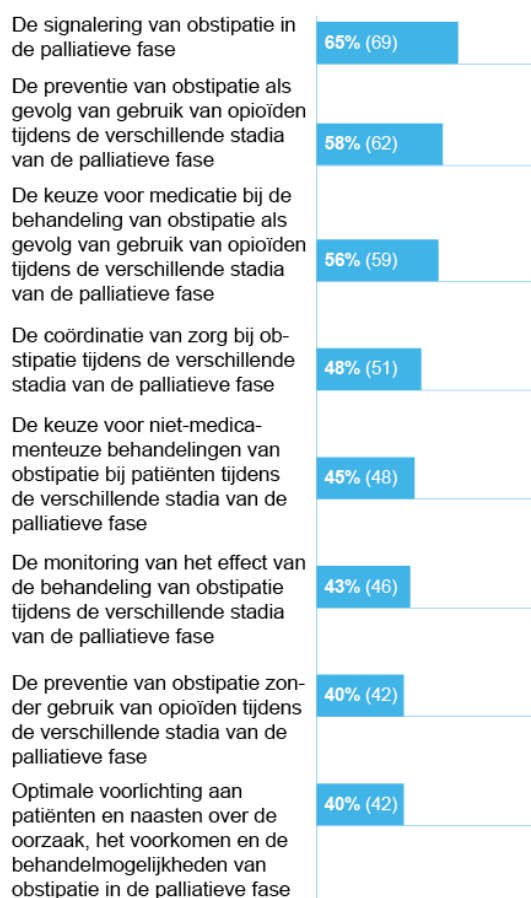 De signalering van obstipatie in
de palliatieve fase
65% (69)
De preventie van obstipatie als
gevolg van gebruik van opioïden
tijdens de verschillende stadia
van de palliatieve fase
58% (62)
De keuze voor medicatie bij de
behandeling van obstipatie als
gevolg van gebruik van opioïden
tijdens de verschillende stadia
van de palliatieve fase
56% (59)
De coördinatie van zorg bij ob-
stipatie tijdens de verschillende
stadia van de palliatieve fase
48% (51)
De keuze voor niet-medica-
menteuze behandelingen van
obstipatie bij patiënten tijdens
de verschillende stadia van de
palliatieve fase
45% (48)
De monitoring van het effect van
de behandeling van obstipatie
tijdens de verschillende stadia
van de palliatieve fase
43% (46)
De preventie van obstipatie zon-
der gebruik van opioïden tijdens
de verschillende stadia van de
palliatieve fase
40% (42)
Optimale voorlichting aan
patiënten en naasten over de
oorzaak, het voorkomen en de
behandelmogelijkheden van
obstipatie in de palliatieve fase
40% (42)